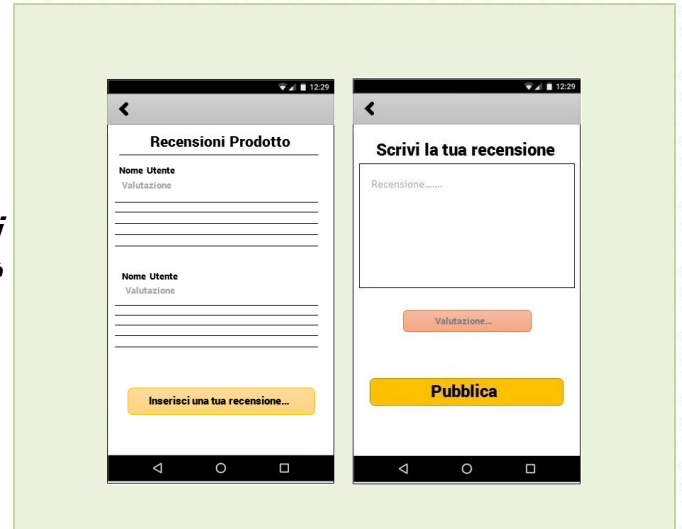 12:29
Recensioni Prodotto
Nome Utente
Valutazione
Nome Utente
Valutazione
Inserisci una tua recensione...
12:29
Scrivi la tua recensione
Recensione.......
Valutazione...
Pubblica